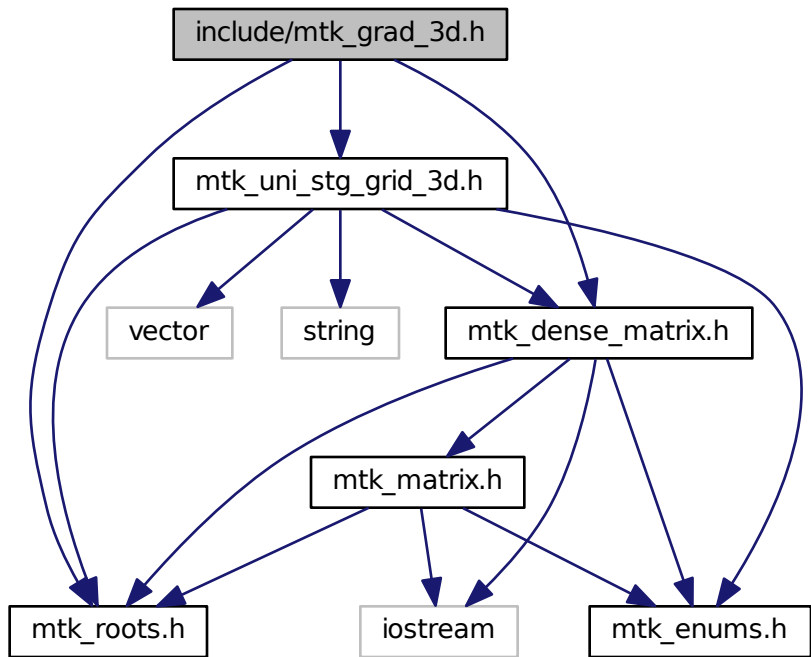 include/mtk_grad_3d.h
mtk_uni_stg_grid_3d.h
vector
string
mtk_dense_matrix.h
mtk_matrix.h
mtk_roots.h
iostream
mtk_enums.h